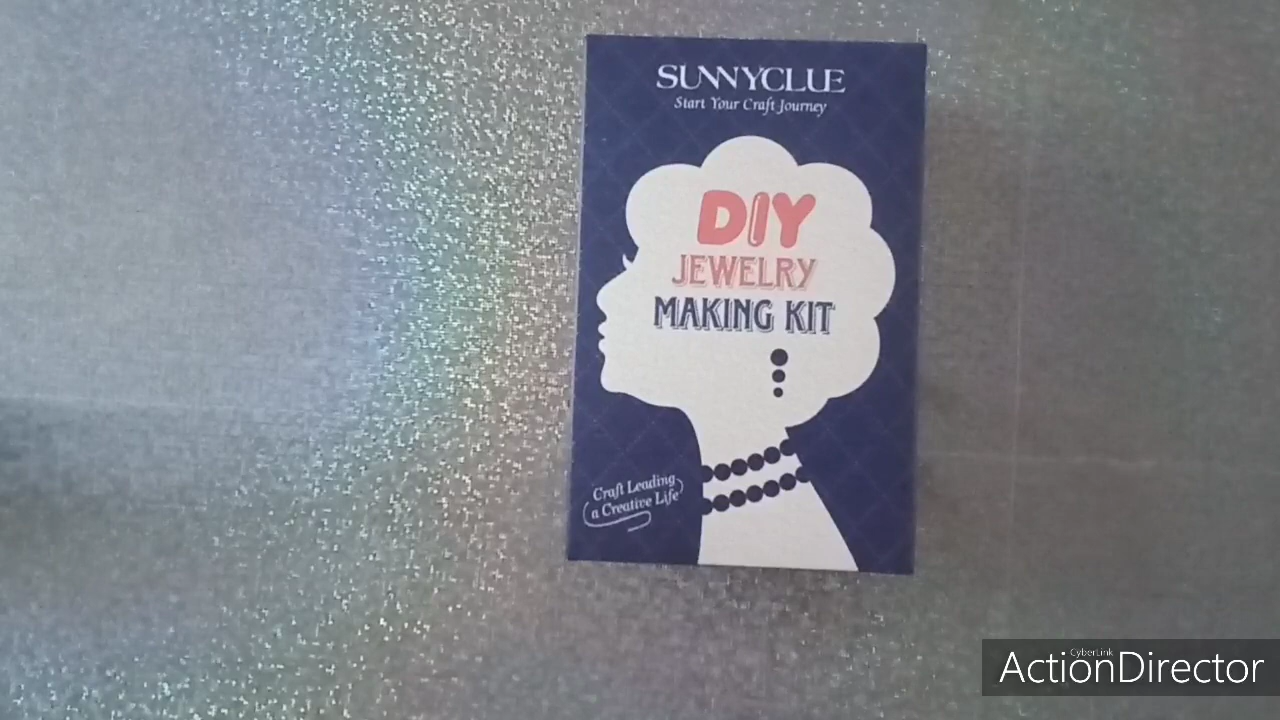 SUNNYCLUE
Start Your Craft Journey
DIY
JEWELRY
MAKING KIT
Craft Leading
a Creative Life
CyberLink
ActionDirector